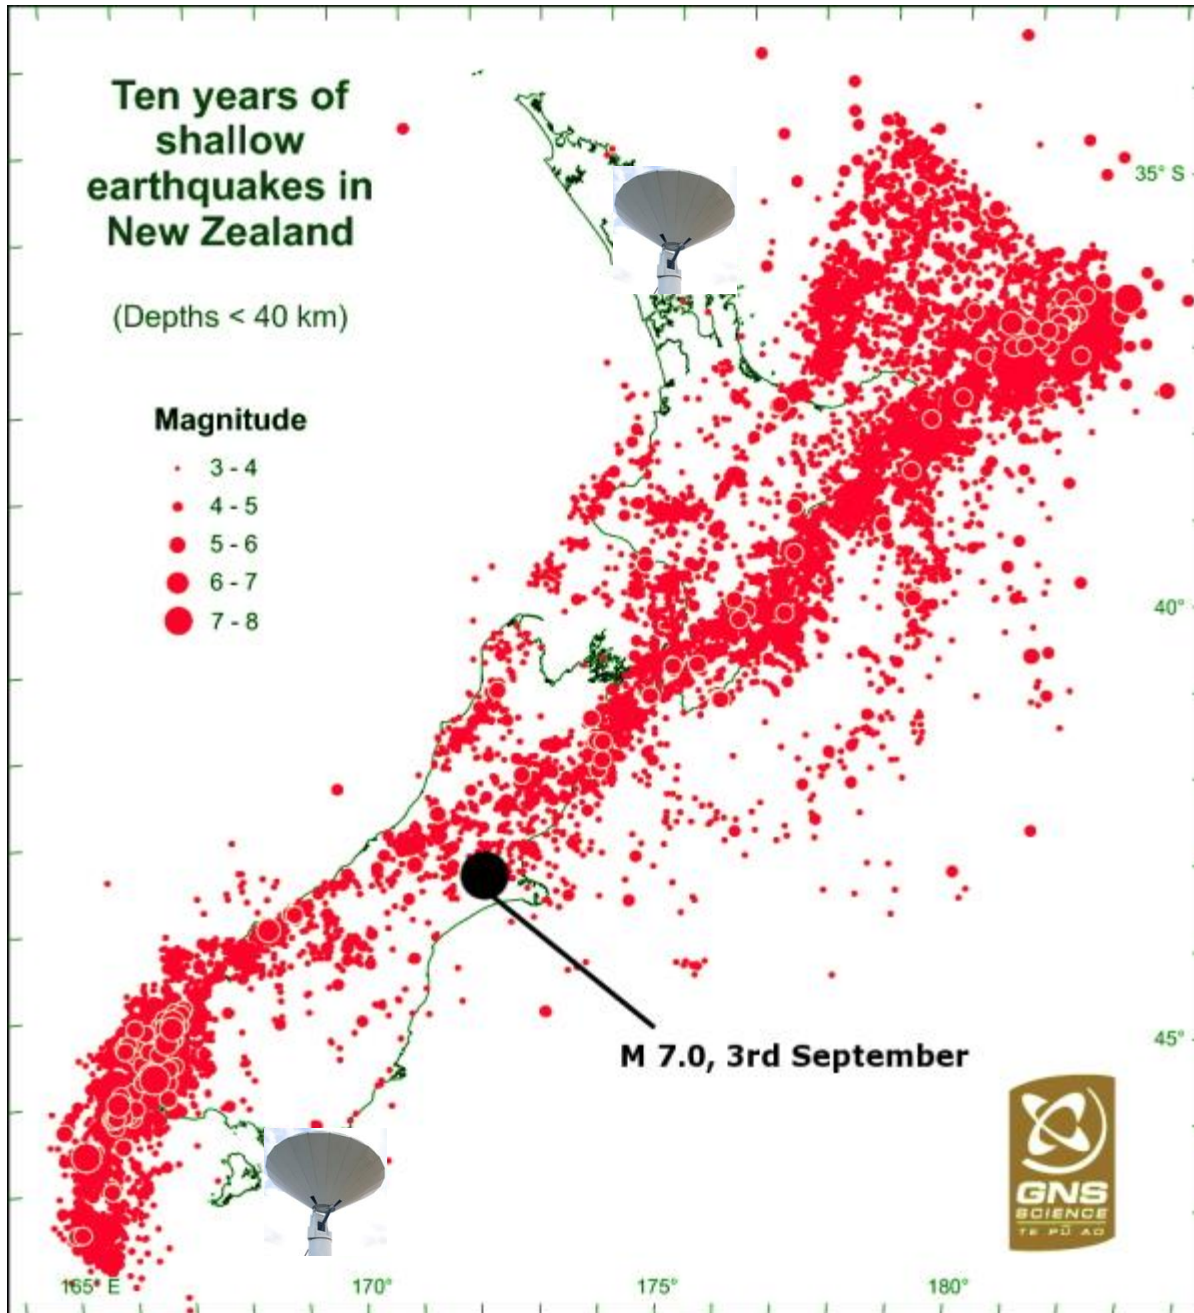 Ten years of
shallow
earthquakes in
New Zealand
(Depths < 40 km)
Magnitude
3 - 4
4 - 5
5 - 6
6 - 7
7 - 8
35° S
40°
45°
M 7.0, 3rd September
GNS
SCIENCE
TE PŪ AO
165° E
170°
175°
180°